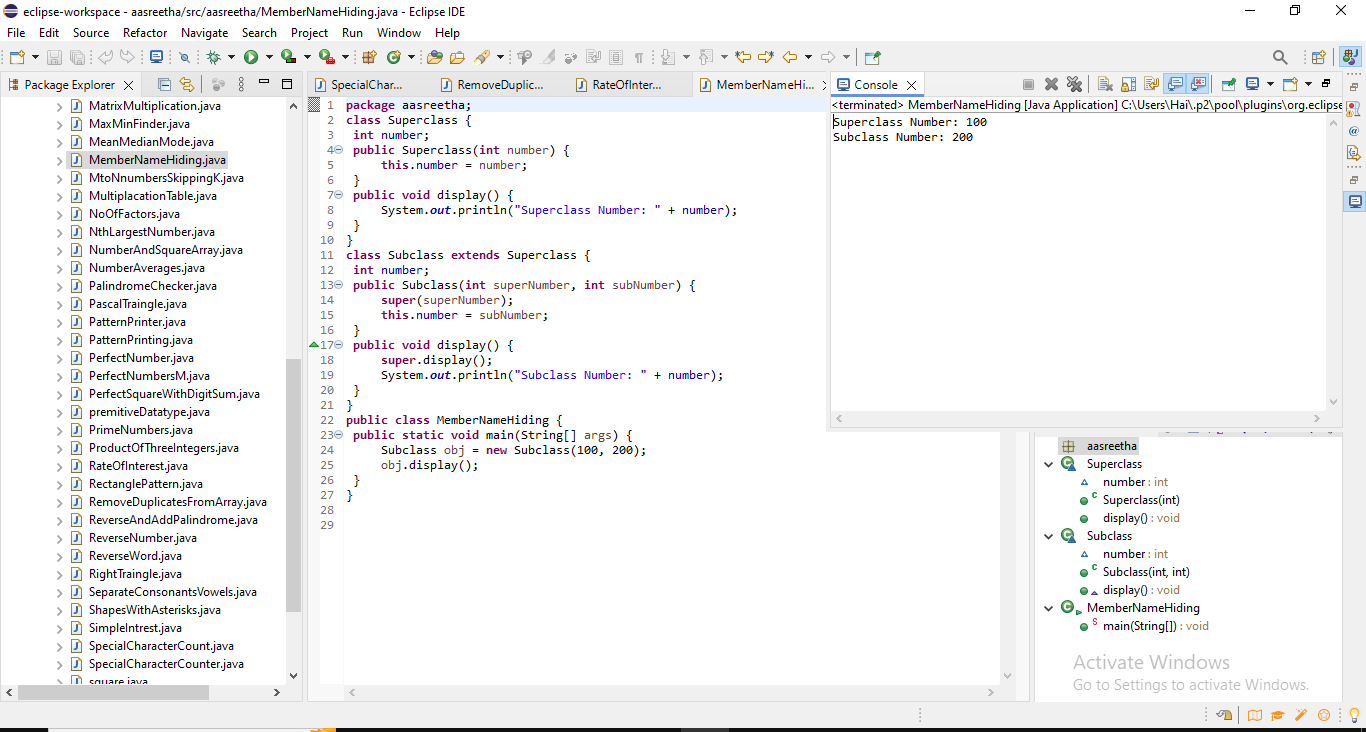 eclipse-workspace - aasreetha/src/aasreetha/MemberNameHiding.java - Eclipse IDE
File Edit Source Refactor Navigate Search Project Run Window Help
Package Explorer
MatrixMultiplication.java
MaxMinFinder.java
MeanMedianMode.java
MemberNameHiding.java
MtoNnumbersSkippingK.java
MultiplacationTable.java
NoOfFactors.java
NthLargestNumber.java
NumberAndSquareArray.java
NumberAverages.java
PalindromeChecker.java
PascalTraingle.java
PatternPrinter.java
PatternPrinting.java
PerfectNumber.java
PerfectNumbersM.java
PerfectSquareWithDigitSum.java
premitiveDatatype.java
PrimeNumbers.java
ProductOfThreeIntegers.java
RateOfInterest.java
RectanglePattern.java
RemoveDuplicatesFromArray.java
ReverseAndAddPalindrome.java
ReverseNumber.java
ReverseWord.java
RightTraingle.java
SeparateConsonantsVowels.java
ShapesWithAsterisks.java
SimpleIntrest.java
SpecialCharacterCount.java
SpecialCharacterCounter.java
square.java
SpecialChar... RemoveDuplic... RateOfInter... MemberNameHi...
1 package aasreetha;
2 class Superclass {
3 int number;
4 public Superclass(int number) {
5 this.number = number;
6 }
7 public void display() {
8 System.out.println("Superclass Number: " + number);
9 }
10 }
11 class Subclass extends Superclass {
12 int number;
13 public Subclass(int superNumber, int subNumber) {
14 super(superNumber);
15 this.number = subNumber;
16 }
17 public void display() {
18 super.display();
19 System.out.println("Subclass Number: " + number);
20 }
21 }
22 public class MemberNameHiding {
23 public static void main(String[] args) {
24 Subclass obj = new Subclass(100, 200);
25 obj.display();
26 }
27 }
28
29
Console
<terminated> MemberNameHiding [Java Application] C:\Users\Hai\.p2\pool\plugins\org.eclipse
Superclass Number: 100
Subclass Number: 200
aasreetha
Superclass
number : int
Superclass(int)
display() : void
Subclass
number : int
Subclass(int, int)
display() : void
MemberNameHiding
main(String[]) : void
Activate Windows
Go to Settings to activate Windows.